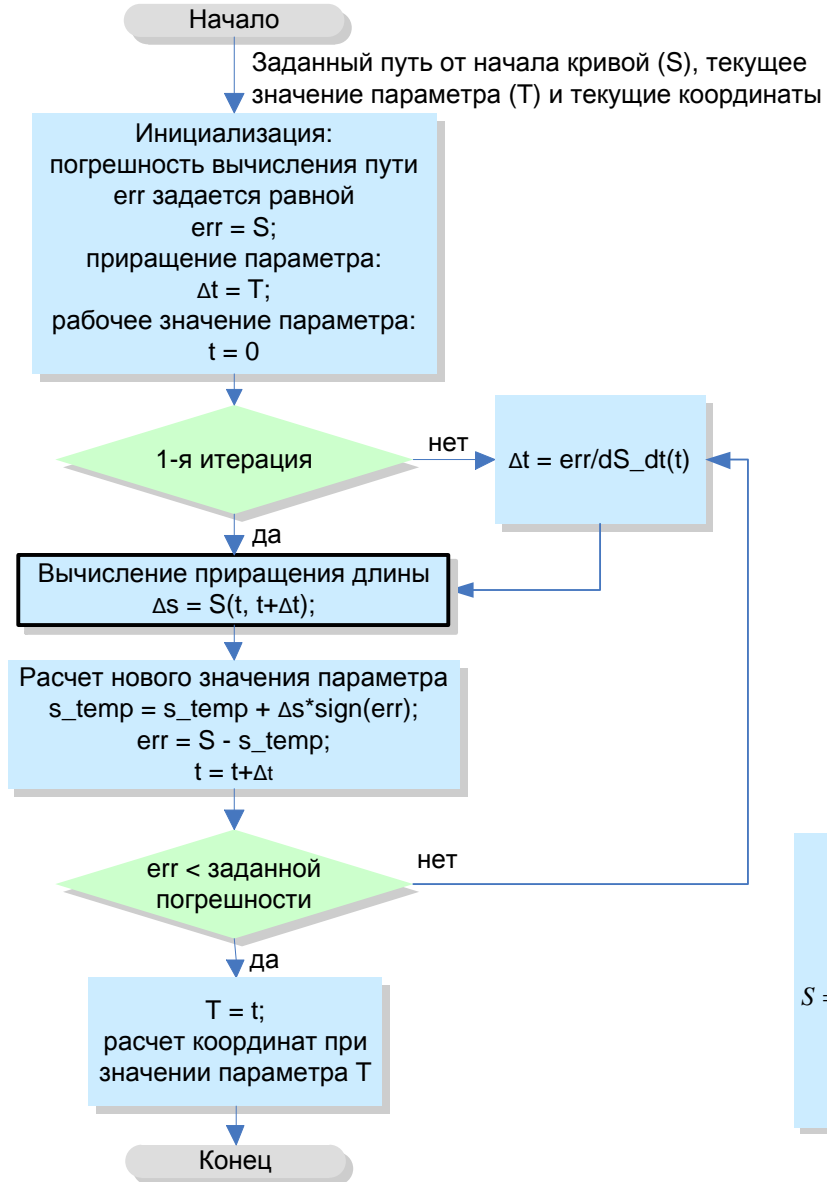 Начало
Заданный путь от начала кривой (S), текущее
значение параметра (T) и текущие координаты
Инициализация:
погрешность вычисления пути
err задается равной
err = S;
приращение параметра:
Δt = T;
рабочее значение параметра:
t = 0
1-я итерация
нет
Δt = err/dS_dt(t)
да
Вычисление приращения длины
Δs = S(t, t+Δt);
Расчет нового значения параметра
s_temp = s_temp + Δs*sign(err);
err = S - s_temp;
t = t+Δt
err < заданной
погрешности
нет
да
T = t;
расчет координат при
значении параметра T
S =
Конец